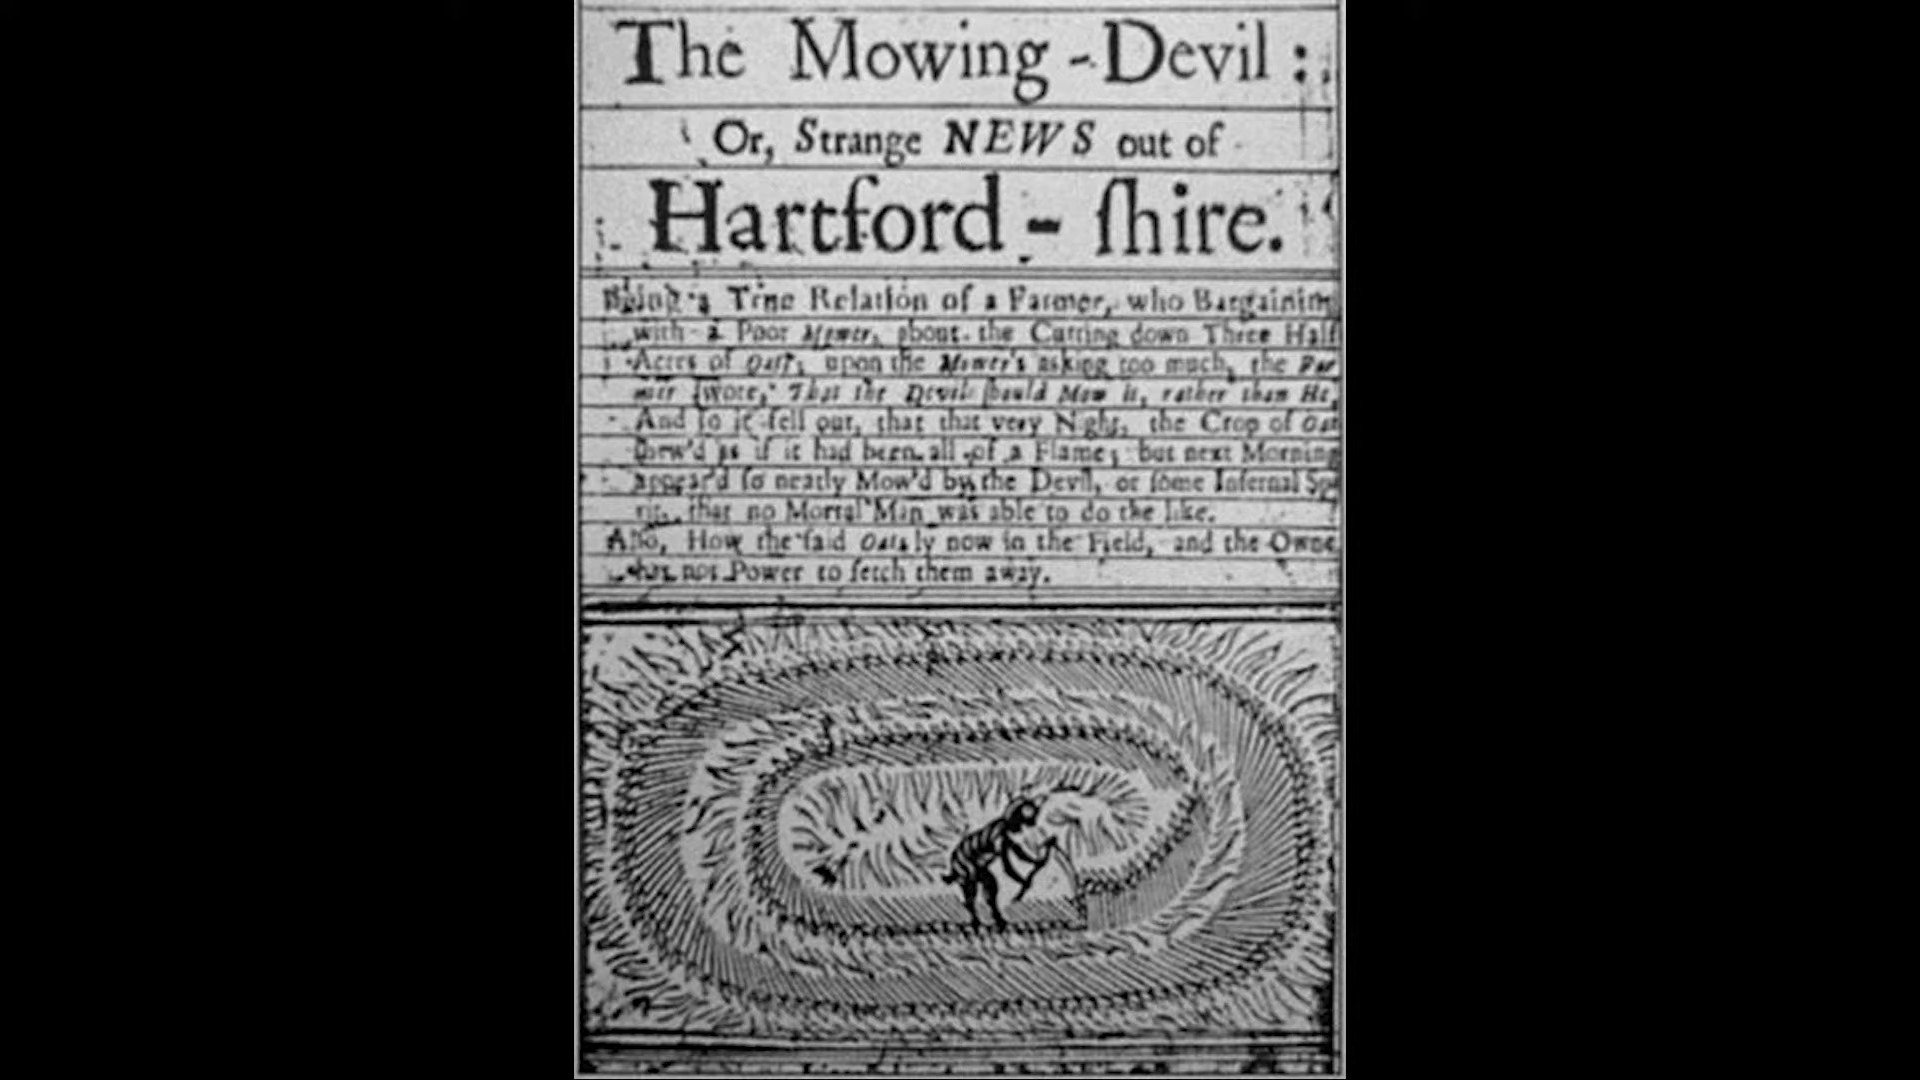 The Mowing-Devil:
Or, Strange NEWS out of
Hartford-ſhire.
Being a True Relation of a Farmer, who Bargaining
with a Poor Mower, about the Cutting down Three Half
Acres of Oats; upon the Mower's asking too much, the Far
mer ſwore, That the Devil ſhould Mow it, rather than He,
And ſo it fell out, that that very Night, the Crop of Oat
ſhew'd as if it had been all of a Flame; but next Morning
appear'd ſo neatly Mow'd by the Devil, or ſome Infernal Spi
rit, that no Mortal Man was able to do the like.
Alſo, How the ſaid Oats ly now in the Field, and the Owne
has not Power to fetch them away.